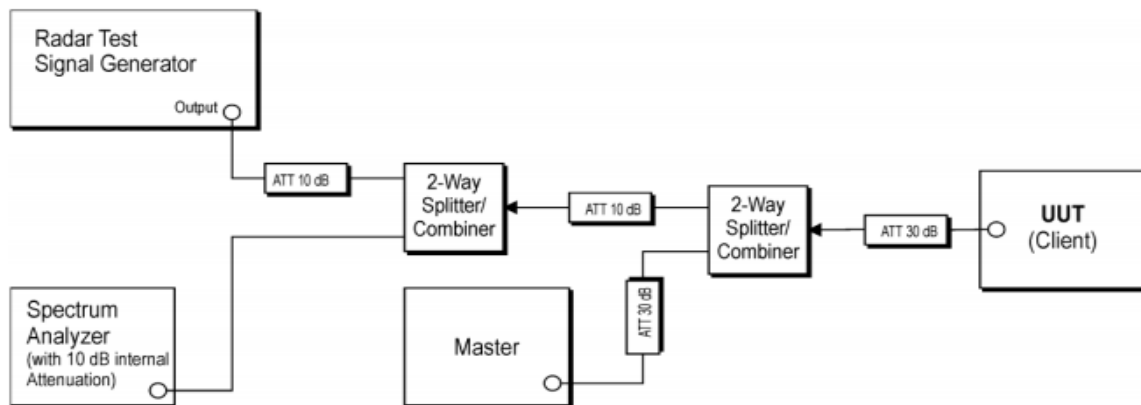 Radar Test
Signal Generator
Output
ATT 10 dB
2-Way
Splitter/
Combiner
ATT 10 dB
2-Way
Splitter/
Combiner
ATT 30 dB
UUT
(Client)
Spectrum
Analyzer
(with 10 dB internal
Attenuation)
Master
ATT 30 dB